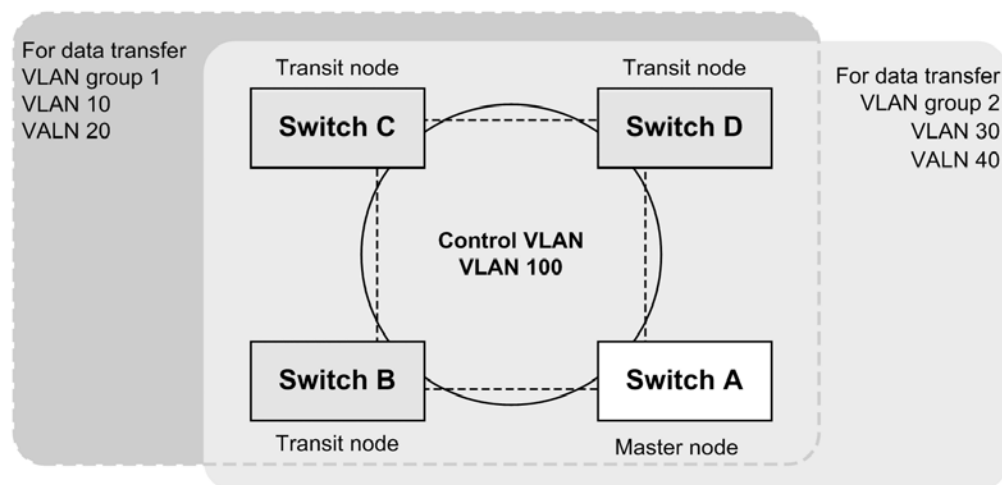 For data transfer
VLAN group 1
VLAN 10
VALN 20
Transit node
Transit node
For data transfer
VLAN group 2
VLAN 30
VALN 40
Switch C
Switch D
Control VLAN
VLAN 100
Switch B
Switch A
Transit node
Master node